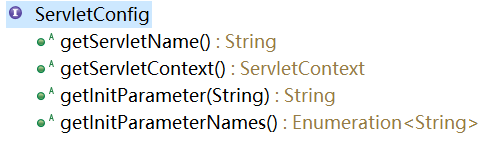 ServletConfig
A getServletName() : String
A getServletContext() : ServletContext
A getInitParameter(String) : String
A getInitParameterNames() : Enumeration<String>